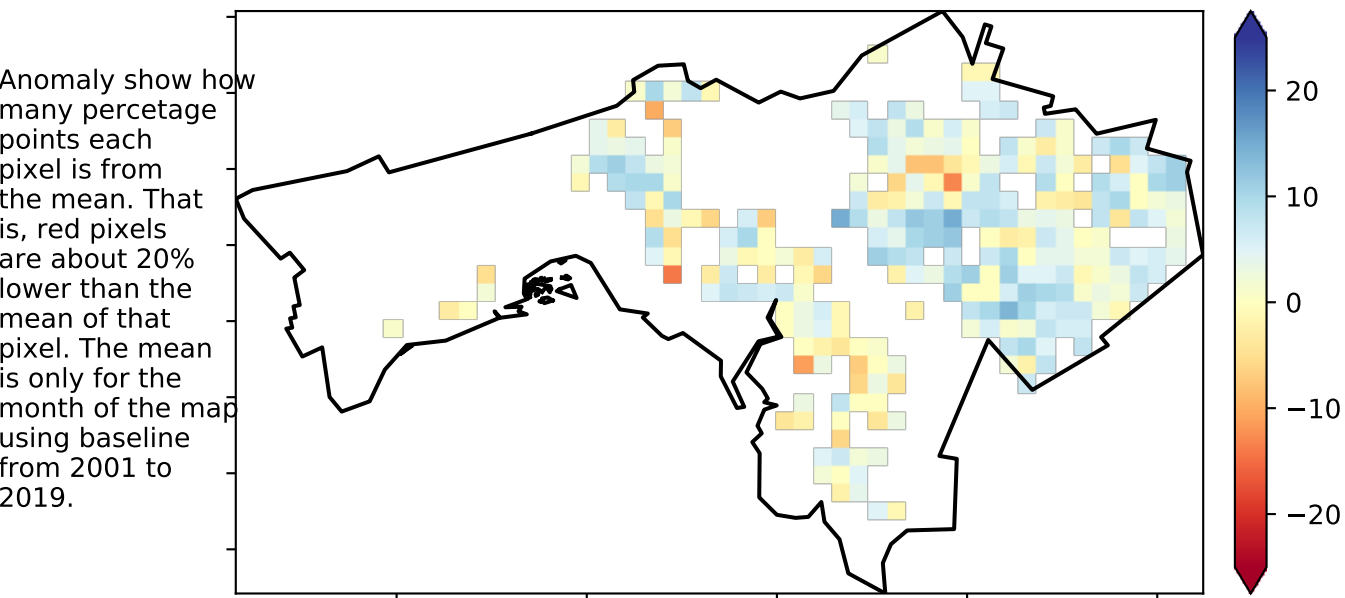 Anomaly show how
many percetage
points each
pixel is from
the mean. That
is, red pixels
are about 20%
lower than the
mean of that
pixel. The mean
is only for the
month of the map
using baseline
from 2001 to
2019.
20
10
0
−10
−20